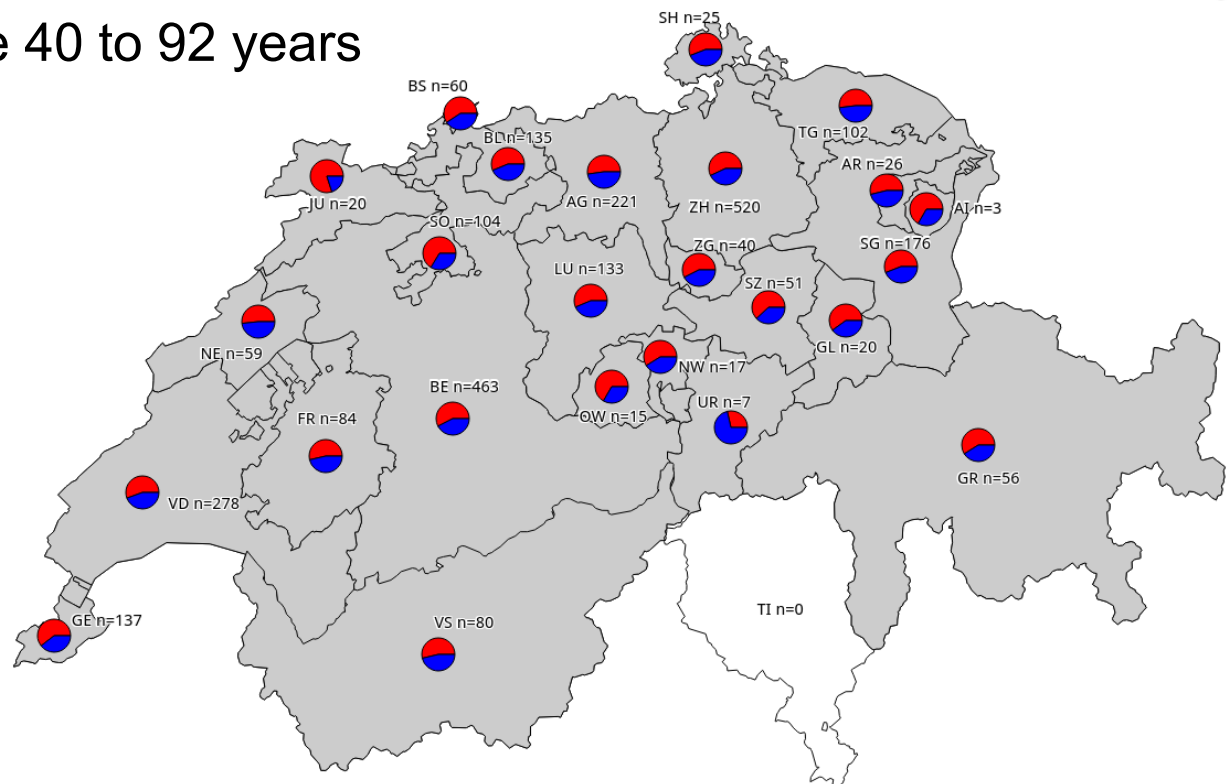 e 40 to 92 years
SH n=25
BS n=60
BL n=135
TG n=102
AR n=26
JU n=20
AG n=221
ZH n=520
AI n=3
SO n=104
ZG n=40
SG n=176
LU n=133
SZ n=51
NE n=59
GL n=20
NW n=17
BE n=463
UR n=7
FR n=84
OW n=15
GR n=56
VD n=278
TI n=0
GE n=137
VS n=80